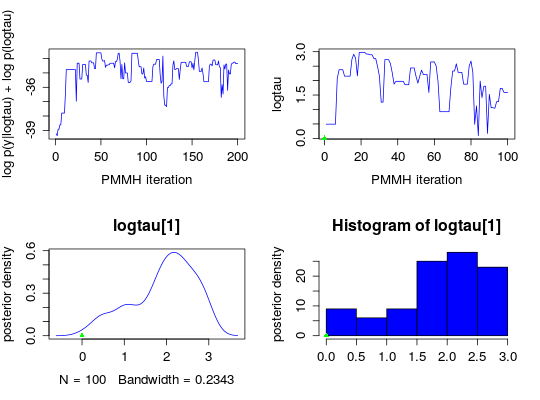 log p(y|logtau) + log p(logtau)
-36
-39
0 50 100 150 200
PMMH iteration
logtau
3.0
1.5
0.0
0 20 40 60 80 100
PMMH iteration
logtau[1]
posterior density
0.6
0.3
0.0
0 1 2 3
N = 100 Bandwidth = 0.2343
Histogram of logtau[1]
posterior density
20
10
0
0.0 0.5 1.0 1.5 2.0 2.5 3.0